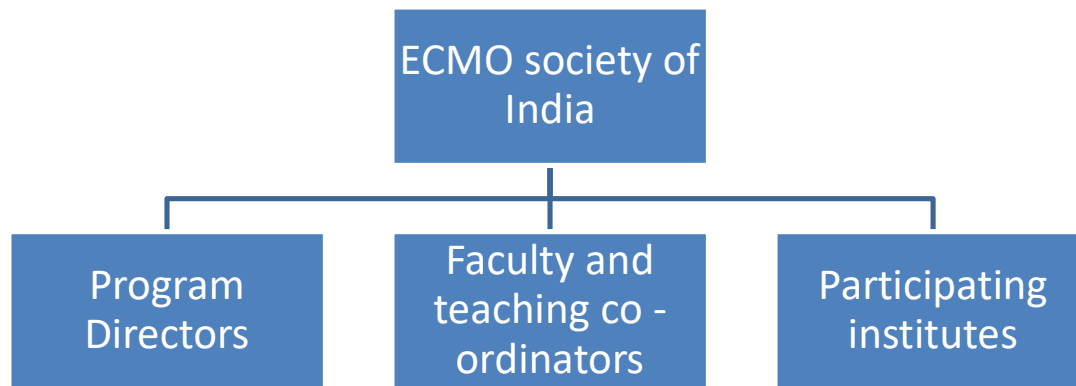 ECMO society of
India
Program
Directors
Faculty and
teaching co -
ordinators
Participating
institutes